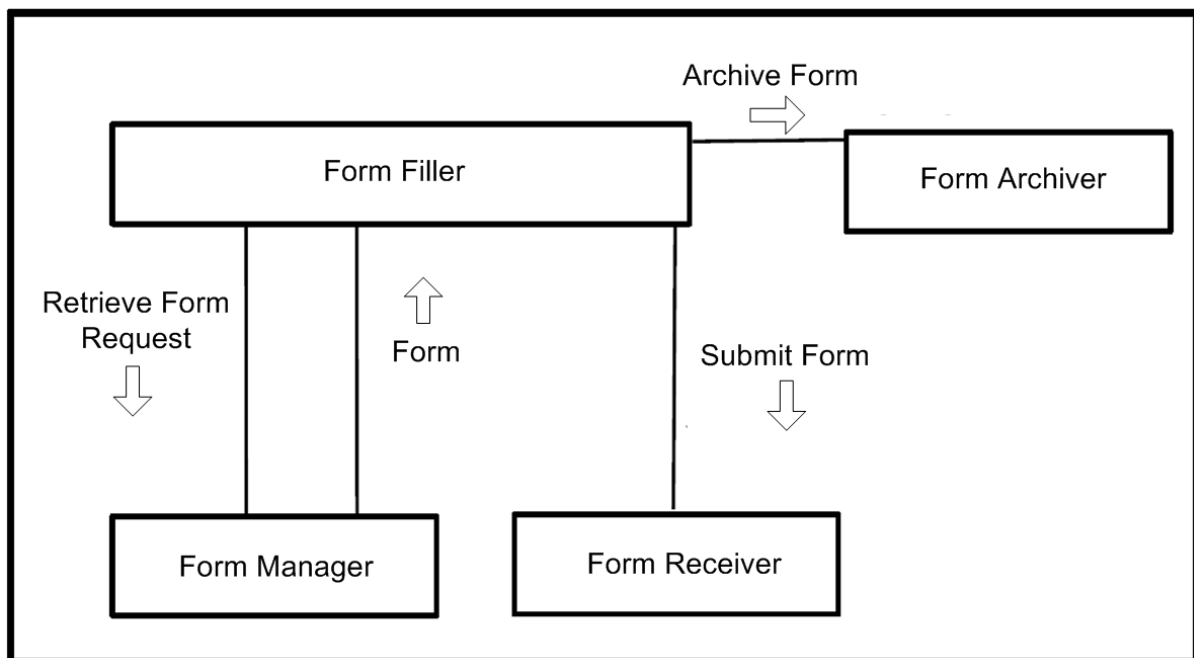 Archive Form
Form Filler
Form Archiver
Retrieve Form
Request
Form
Submit Form
Form Manager
Form Receiver